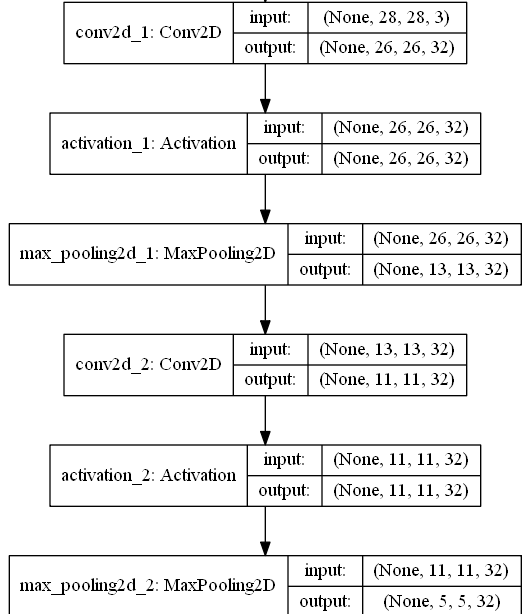 conv2d_1: Conv2D
input: (None, 28, 28, 3)
output: (None, 26, 26, 32)
activation_1: Activation
input: (None, 26, 26, 32)
output: (None, 26, 26, 32)
max_pooling2d_1: MaxPooling2D
input: (None, 26, 26, 32)
output: (None, 13, 13, 32)
conv2d_2: Conv2D
input: (None, 13, 13, 32)
output: (None, 11, 11, 32)
activation_2: Activation
input: (None, 11, 11, 32)
output: (None, 11, 11, 32)
max_pooling2d_2: MaxPooling2D
input: (None, 11, 11, 32)
output: (None, 5, 5, 32)